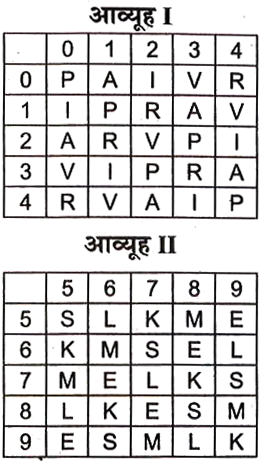 आव्यूह I
0 1 2 3 4
0 P A I V R
1 I P R A V
2 A R V P I
3 V I P R A
4 R V A I P
आव्यूह II
5 6 7 8 9
5 S L K M E
6 K M S E L
7 M E L K S
8 L K E S M
9 E S M L K